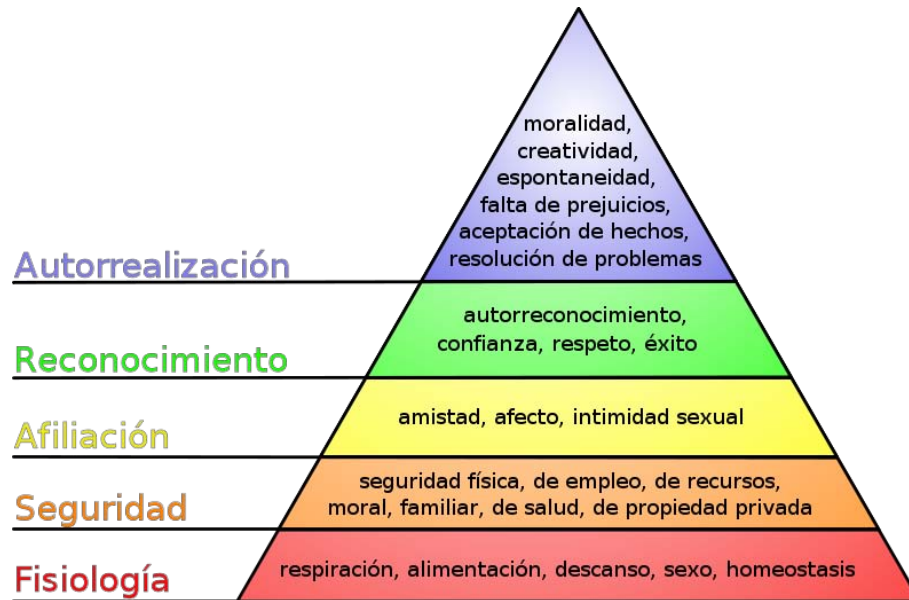 moralidad,
creatividad,
espontaneidad,
falta de prejuicios,
aceptación de hechos,
resolución de problemas
Autorrealización
autorreconocimiento,
confianza, respeto, éxito
Reconocimiento
amistad, afecto, intimidad sexual
Afiliación
seguridad física, de empleo, de recursos,
moral, familiar, de salud, de propiedad privada
Seguridad
respiración, alimentación, descanso, sexo, homeostasis
Fisiología